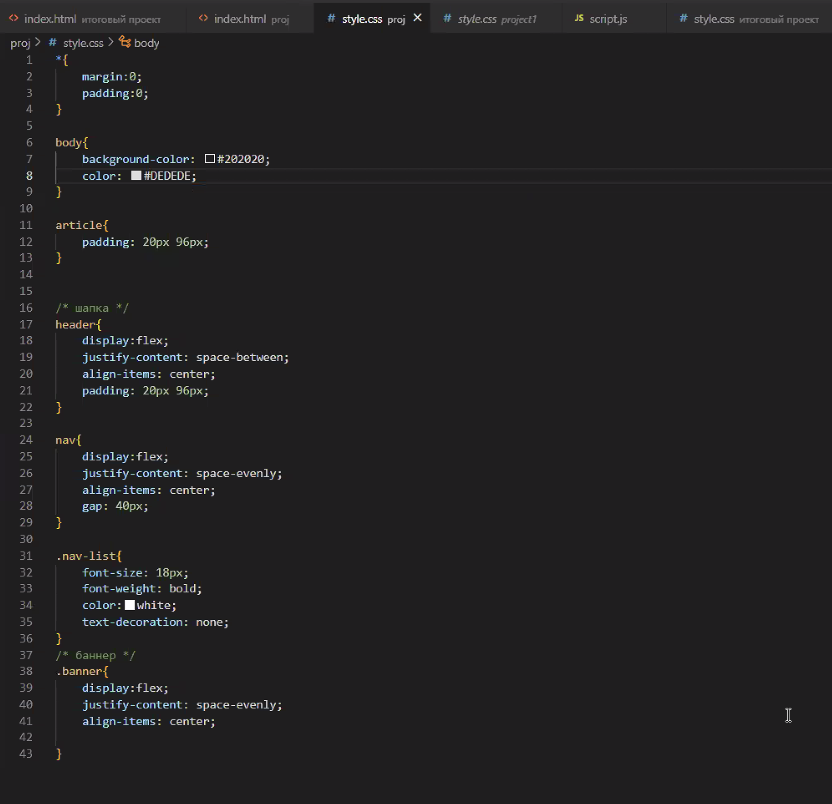 index.html итоговый проект index.html proj style.css proj style.css project1 script.js style.css итоговый проект
proj > style.css > body
1 *{
2 margin:0;
3 padding:0;
4 }
5
6 body{
7 background-color: #202020;
8 color: #DEDEDE;
9 }
10
11 article{
12 padding: 20px 96px;
13 }
14
15
16 /* шапка */
17 header{
18 display:flex;
19 justify-content: space-between;
20 align-items: center;
21 padding: 20px 96px;
22 }
23
24 nav{
25 display:flex;
26 justify-content: space-evenly;
27 align-items: center;
28 gap: 40px;
29 }
30
31 .nav-list{
32 font-size: 18px;
33 font-weight: bold;
34 color:white;
35 text-decoration: none;
36 }
37 /* баннер */
38 .banner{
39 display:flex;
40 justify-content: space-evenly;
41 align-items: center;
42
43 }